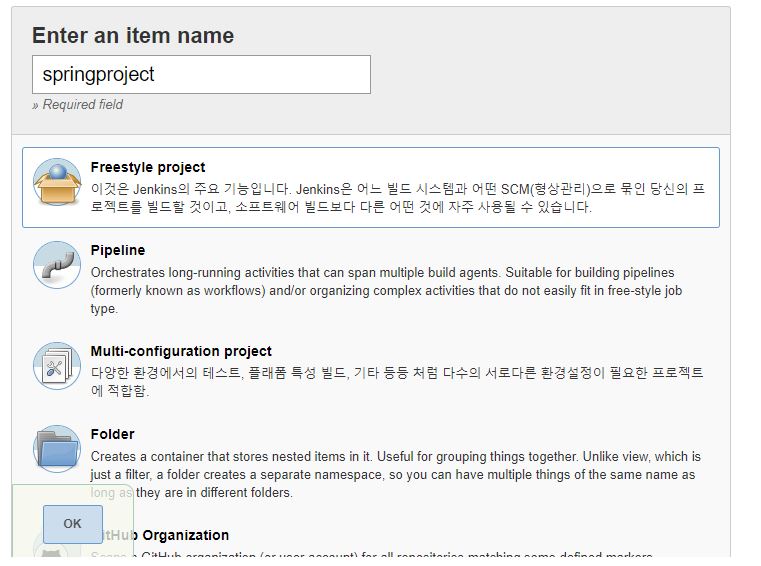 Enter an item name
springproject
» Required field
Freestyle project
이것은 Jenkins의 주요 기능입니다. Jenkins은 어느 빌드 시스템과 어떤 SCM(형상관리)으로 묶인 당신의 프
로젝트를 빌드할 것이고, 소프트웨어 빌드보다 다른 어떤 것에 자주 사용될 수 있습니다.
Pipeline
Orchestrates long-running activities that can span multiple build agents. Suitable for building pipelines
(formerly known as workflows) and/or organizing complex activities that do not easily fit in free-style job
type.
Multi-configuration project
다양한 환경에서의 테스트, 플래폼 특성 빌드, 기타 등등 처럼 다수의 서로다른 환경설정이 필요한 프로젝트
에 적합함.
Folder
Creates a container that stores nested items in it. Useful for grouping things together. Unlike view, which is
just a filter, a folder creates a separate namespace, so you can have multiple things of the same name as
long as they are in different folders.
OK
GitHub Organization
GitHub organization (or user account) for all repositories matching some defined markers.